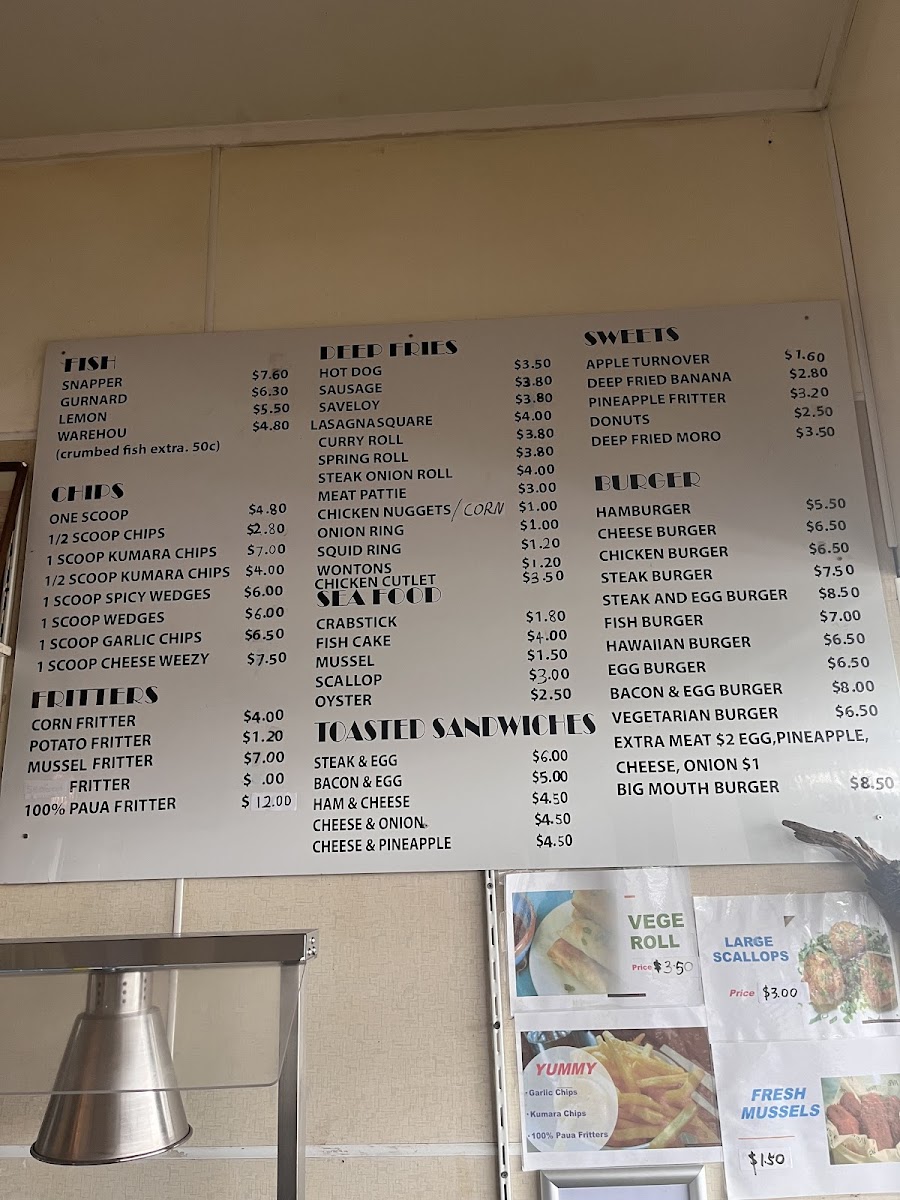 FISH
SNAPPER $7.60
GURNARD $6.30
LEMON $5.50
WAREHOU $4.80
(crumbed fish extra. 50c)
CHIPS
ONE SCOOP $4.80
1/2 SCOOP CHIPS $2.80
1 SCOOP KUMARA CHIPS $7.00
1/2 SCOOP KUMARA CHIPS $4.00
1 SCOOP SPICY WEDGES $6.00
1 SCOOP WEDGES $6.00
1 SCOOP GARLIC CHIPS $6.50
1 SCOOP CHEESE WEEZY $7.50
FRITTERS
CORN FRITTER $4.00
POTATO FRITTER $1.20
MUSSEL FRITTER $7.00
FRITTER $ .00
100% PAUA FRITTER $12.00
DEEP FRIES
HOT DOG $3.50
SAUSAGE $3.80
SAVELOY $3.80
LASAGNASQUARE $4.00
CURRY ROLL $3.80
SPRING ROLL $3.80
STEAK ONION ROLL $4.00
MEAT PATTIE $3.00
CHICKEN NUGGETS/CORN $1.00
ONION RING $1.00
SQUID RING $1.20
WONTONS $1.20
CHICKEN CUTLET $3.50
SEA FOOD
CRABSTICK $1.80
FISH CAKE $4.00
MUSSEL $1.50
SCALLOP $3.00
OYSTER $2.50
TOASTED SANDWICHES
STEAK & EGG $6.00
BACON & EGG $5.00
HAM & CHEESE $4.50
CHEESE & ONION $4.50
CHEESE & PINEAPPLE $4.50
SWEETS
APPLE TURNOVER $1.60
DEEP FRIED BANANA $2.80
PINEAPPLE FRITTER $3.20
DONUTS $2.50
DEEP FRIED MORO $3.50
BURGER
HAMBURGER $5.50
CHEESE BURGER $6.50
CHICKEN BURGER $6.50
STEAK BURGER $7.50
STEAK AND EGG BURGER $8.50
FISH BURGER $7.00
HAWAIIAN BURGER $6.50
EGG BURGER $6.50
BACON & EGG BURGER $8.00
VEGETARIAN BURGER $6.50
EXTRA MEAT $2 EGG,PINEAPPLE,
CHEESE, ONION $1
BIG MOUTH BURGER $8.50
VEGE
ROLL
Price $3.50
LARGE
SCALLOPS
Price $3.00
YUMMY
· Garlic Chips
· Kumara Chips
· 100% Paua Fritters
FRESH
MUSSELS
$1.50